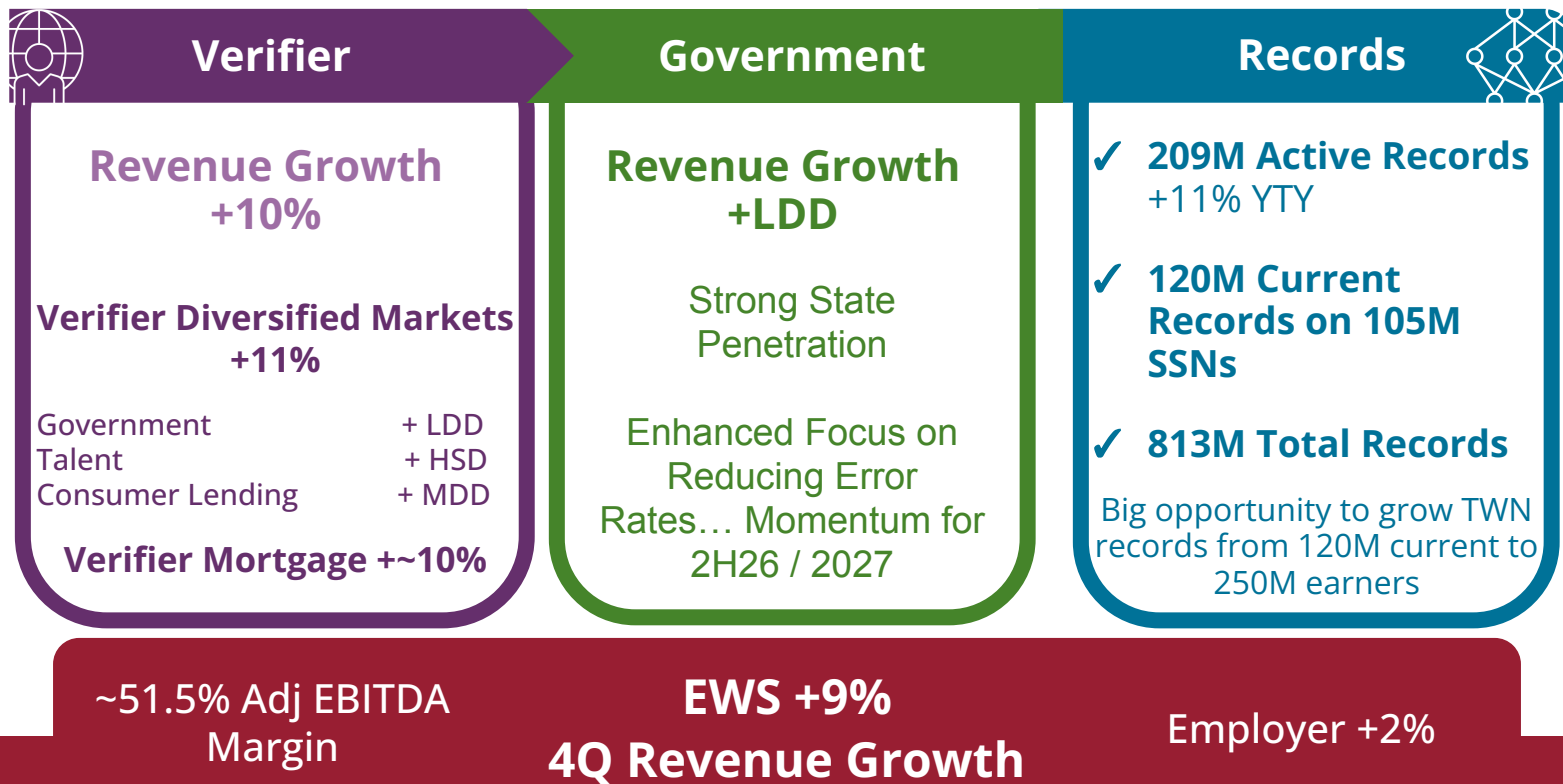 Verifier
Revenue Growth
+10%
Verifier Diversified Markets
+11%
Government + LDD
Talent + HSD
Consumer Lending + MDD
Verifier Mortgage +~10%
Government
Revenue Growth
+LDD
Strong State
Penetration
Enhanced Focus on
Reducing Error
Rates… Momentum for
2H26 / 2027
Records
✓ 209M Active Records
+11% YTY
✓ 120M Current
Records on 105M
SSNs
✓ 813M Total Records
Big opportunity to grow TWN
records from 120M current to
250M earners
~51.5% Adj EBITDA
Margin
EWS +9%
4Q Revenue Growth
Employer +2%